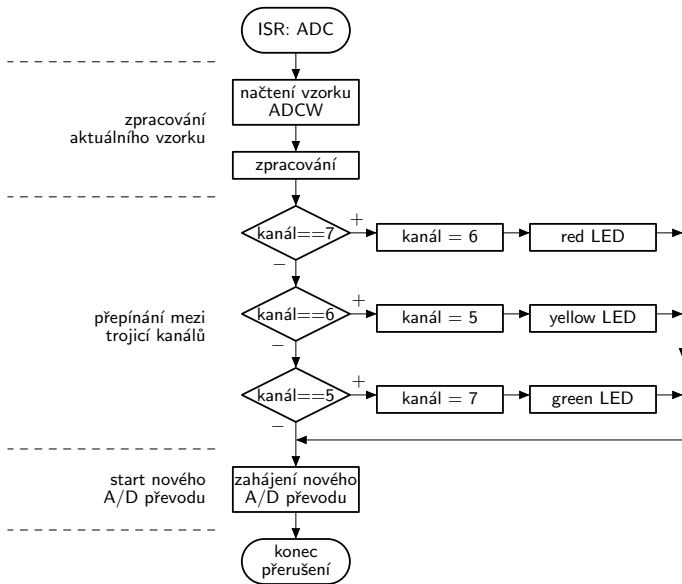 ISR: ADC
načtení vzorku
ADCW
zpracování
aktuálního vzorku
zpracování
kanál==7
+
kanál = 6
red LED
−
přepínání mezi
trojicí kanálů
kanál==6
+
kanál = 5
yellow LED
−
kanál==5
+
kanál = 7
green LED
−
start nového
A/D převodu
zahájení nového
A/D převodu
konec
přerušení